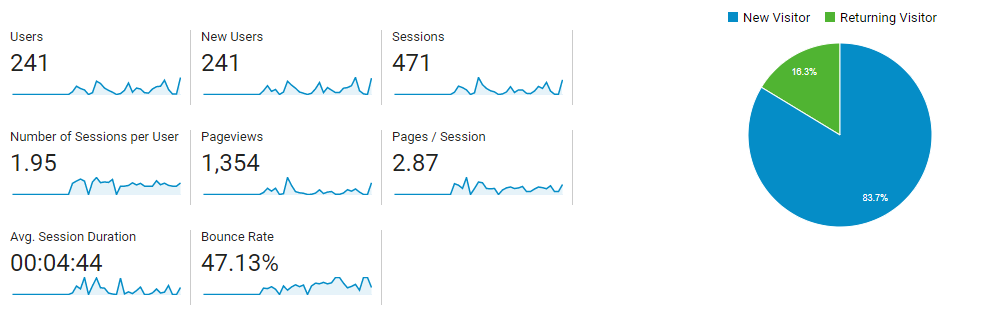 Users
241
New Users
241
Sessions
471
Number of Sessions per User
1.95
Pageviews
1,354
Pages / Session
2.87
Avg. Session Duration
00:04:44
Bounce Rate
47.13%
New Visitor
Returning Visitor
16.3%
83.7%